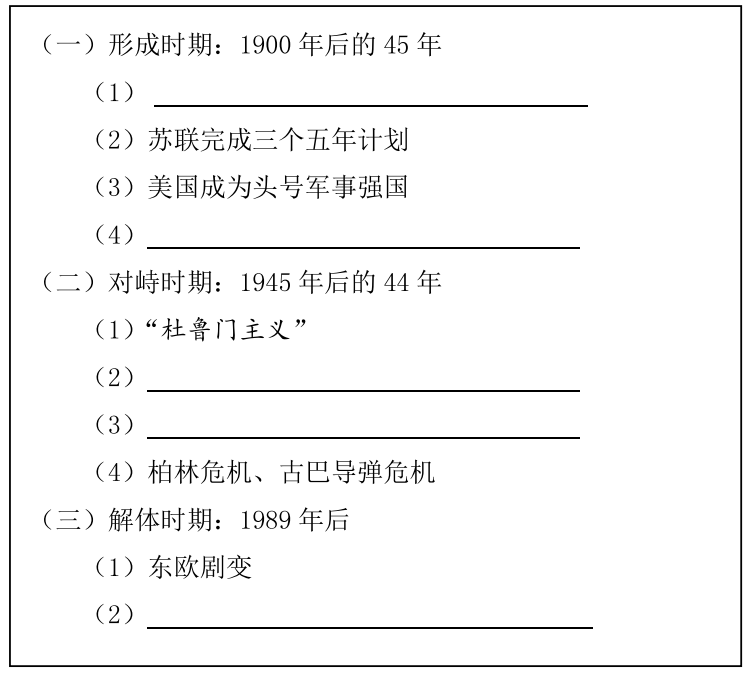 （一）形成时期：1900 年后的 45 年
（1）
（2）苏联完成三个五年计划
（3）美国成为头号军事强国
（4）
（二）对峙时期：1945 年后的 44 年
（1）“杜鲁门主义”
（2）
（3）
（4）柏林危机、古巴导弹危机
（三）解体时期：1989 年后
（1）东欧剧变
（2）